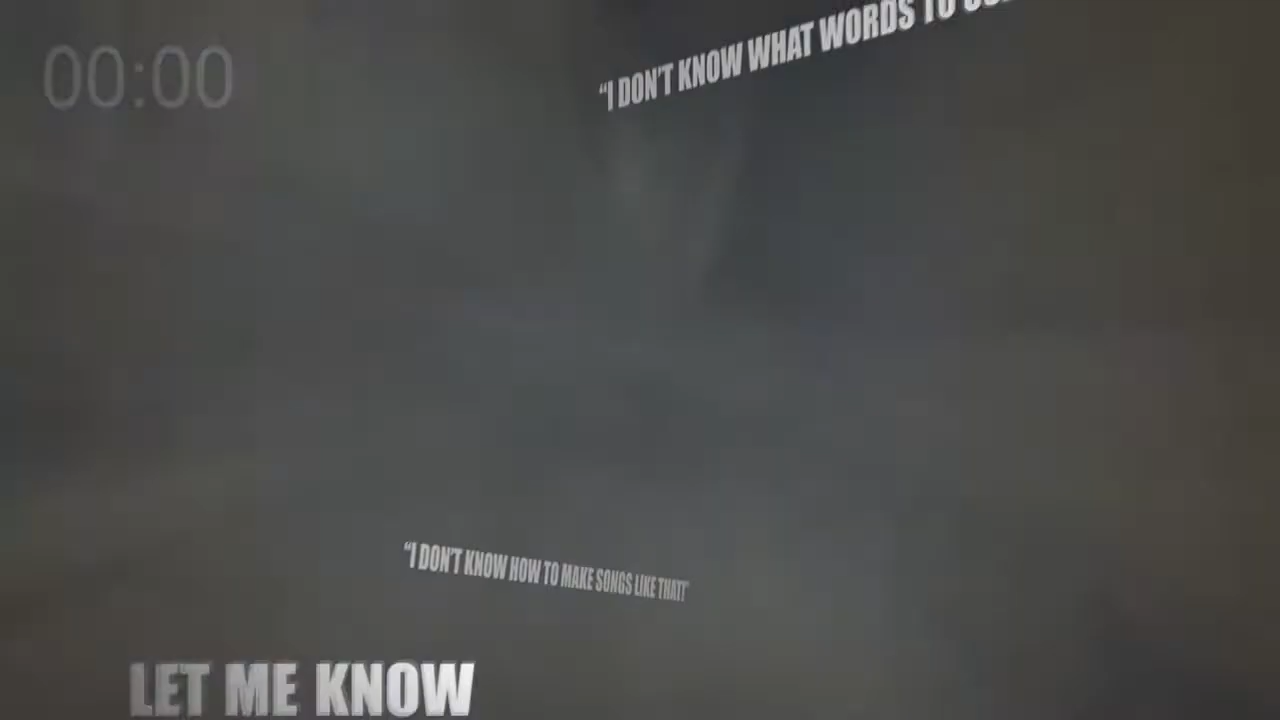 00:00
"I DON'T KNOW WHAT WORDS TO
"I DON'T KNOW HOW TO MAKE SONGS LIKE THAT!"
LET ME KNOW